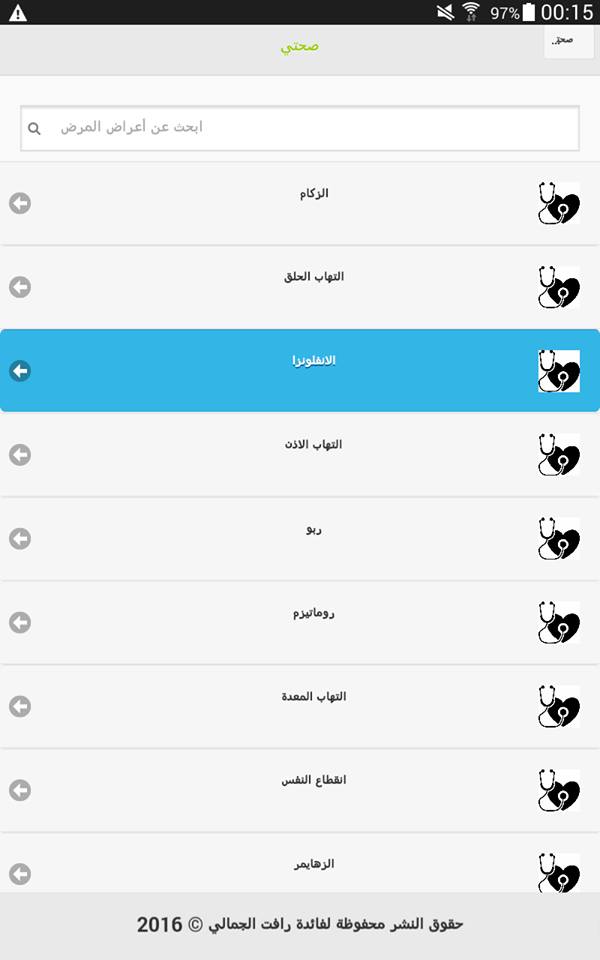 97% 00:15
صحتي
صحتـ..
ابحث عن أعراض المرض
الزكام
التهاب الحلق
الانفلونزا
التهاب الاذن
ربو
روماتيزم
التهاب المعدة
انقطاع النفس
الزهايمر
حقوق النشر محفوظة لفائدة رافت الجمالي © 2016